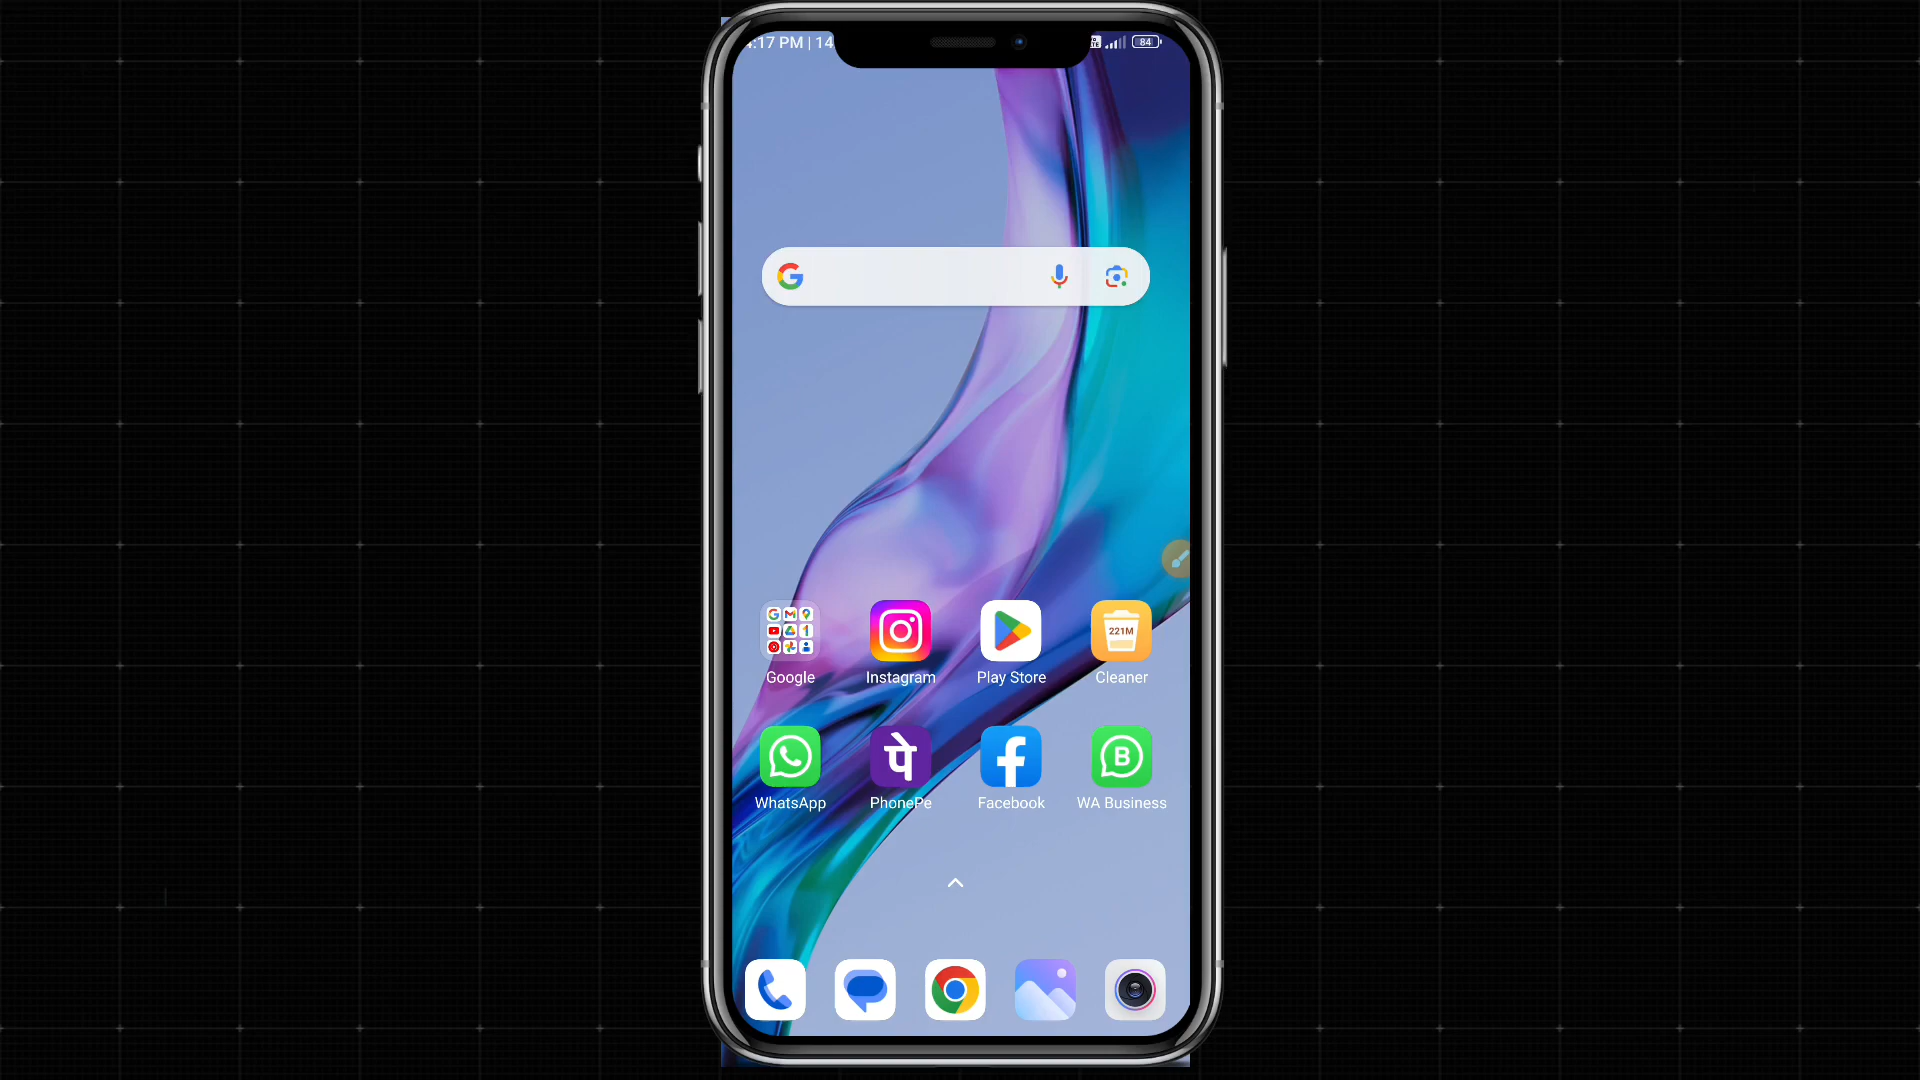 :17 PM | 14
84
221M
Google
Instagram
Play Store
Cleaner
पे
B
WhatsApp
PhonePe
Facebook
WA Business